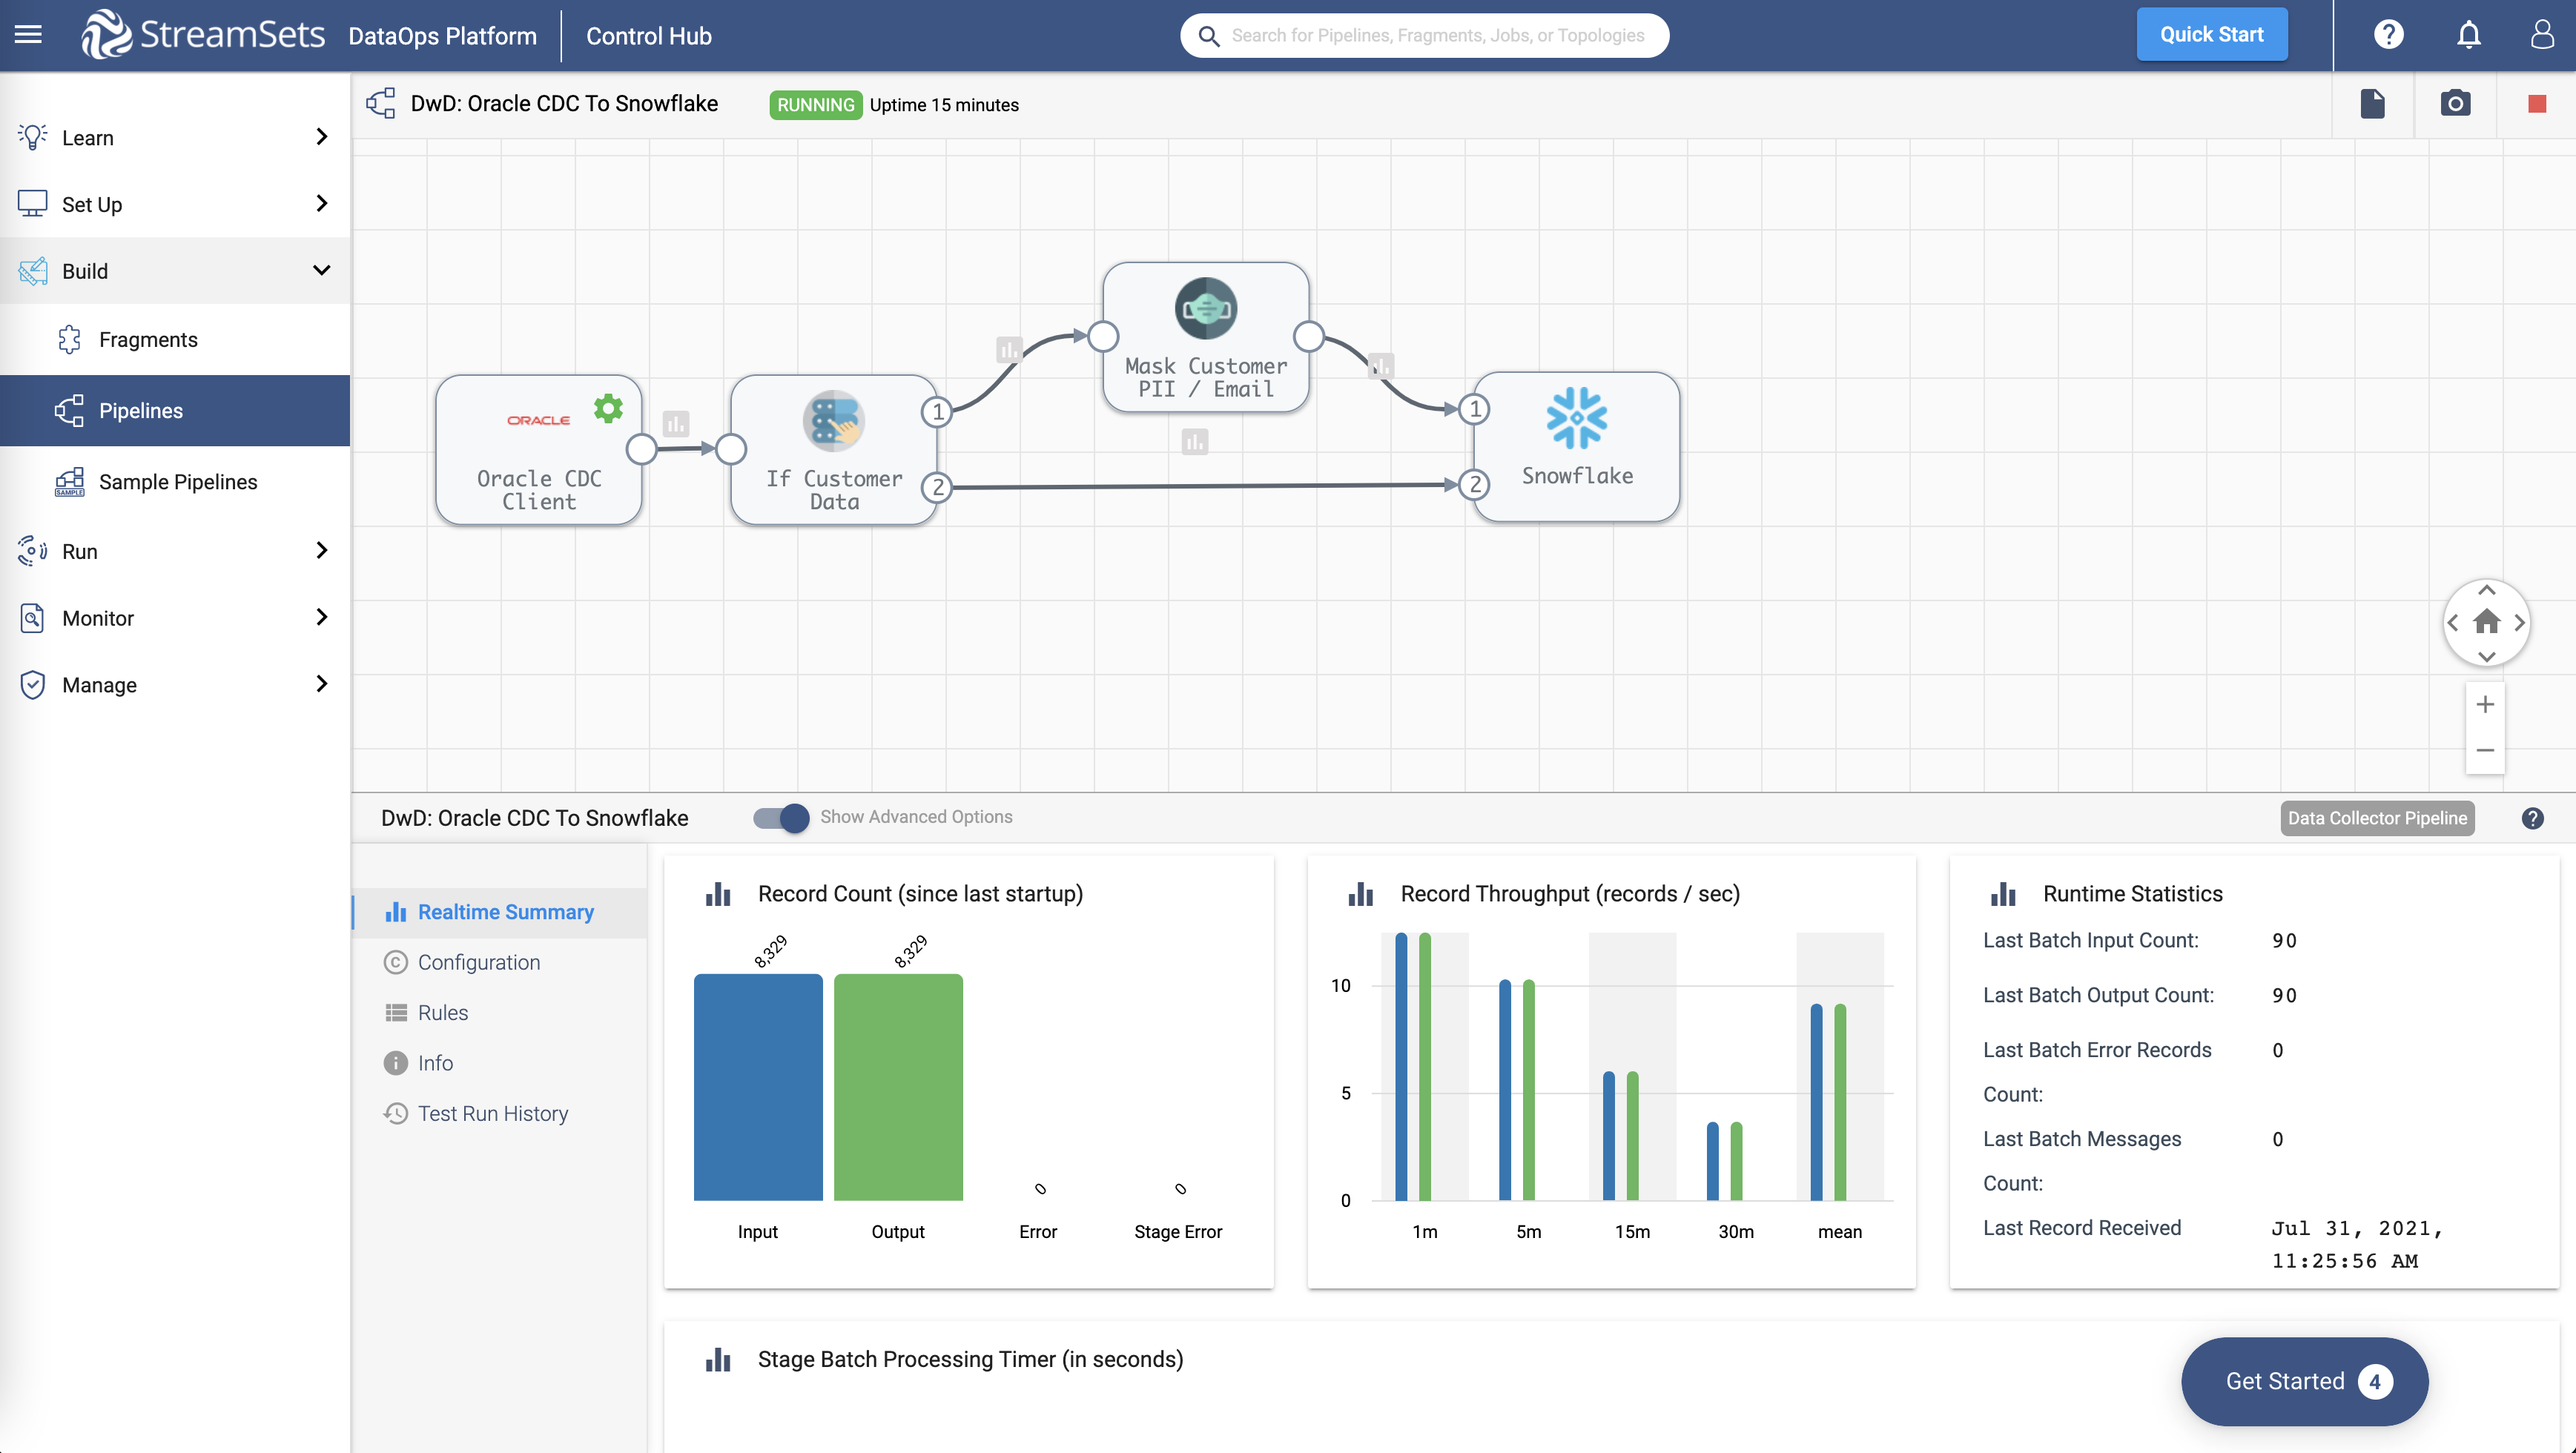 StreamSets DataOps Platform Control Hub
Search for Pipelines, Fragments, Jobs, or Topologies
Quick Start
?
Learn
Set Up
Build
Fragments
Pipelines
SAMPLE
Sample Pipelines
Run
Monitor
Manage
DwD: Oracle CDC To Snowflake
RUNNING Uptime 15 minutes
ORACLE
Oracle CDC
Client
If Customer
Data
1
2
Mask Customer
PII / Email
1
2
Snowflake
+
−
DwD: Oracle CDC To Snowflake
Show Advanced Options
Data Collector Pipeline
?
Realtime Summary
Configuration
Rules
Info
Test Run History
Record Count (since last startup)
8,329
8,329
0
0
Input
Output
Error
Stage Error
Record Throughput (records / sec)
10
5
0
1m
5m
15m
30m
mean
Runtime Statistics
Last Batch Input Count: 90
Last Batch Output Count: 90
Last Batch Error Records 0
Count:
Last Batch Messages 0
Count:
Last Record Received Jul 31, 2021,
11:25:56 AM
Stage Batch Processing Timer (in seconds)
Get Started 4